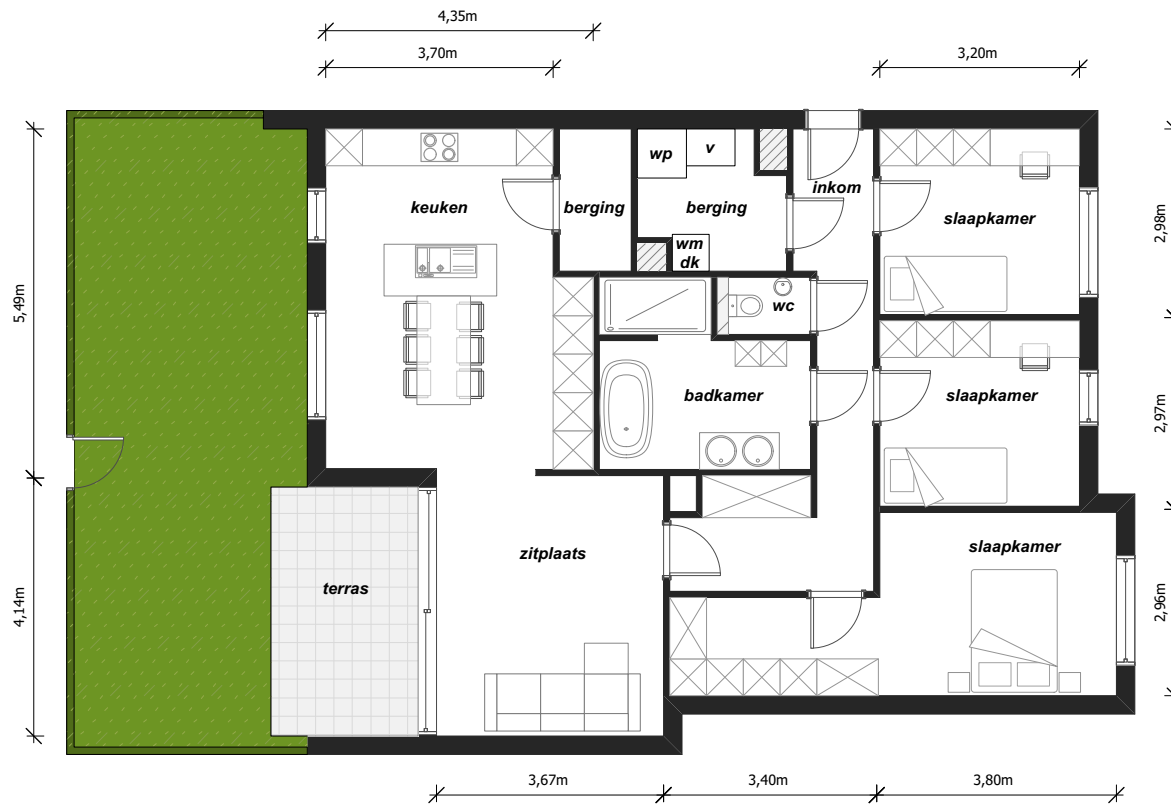 4,35m
3,70m
3,20m
wp
v
inkom
keuken
berging
berging
slaapkamer
2,98m
wm
dk
wc
5,49m
badkamer
slaapkamer
2,97m
zitplaats
slaapkamer
terras
4,14m
2,96m
3,67m
3,40m
3,80m